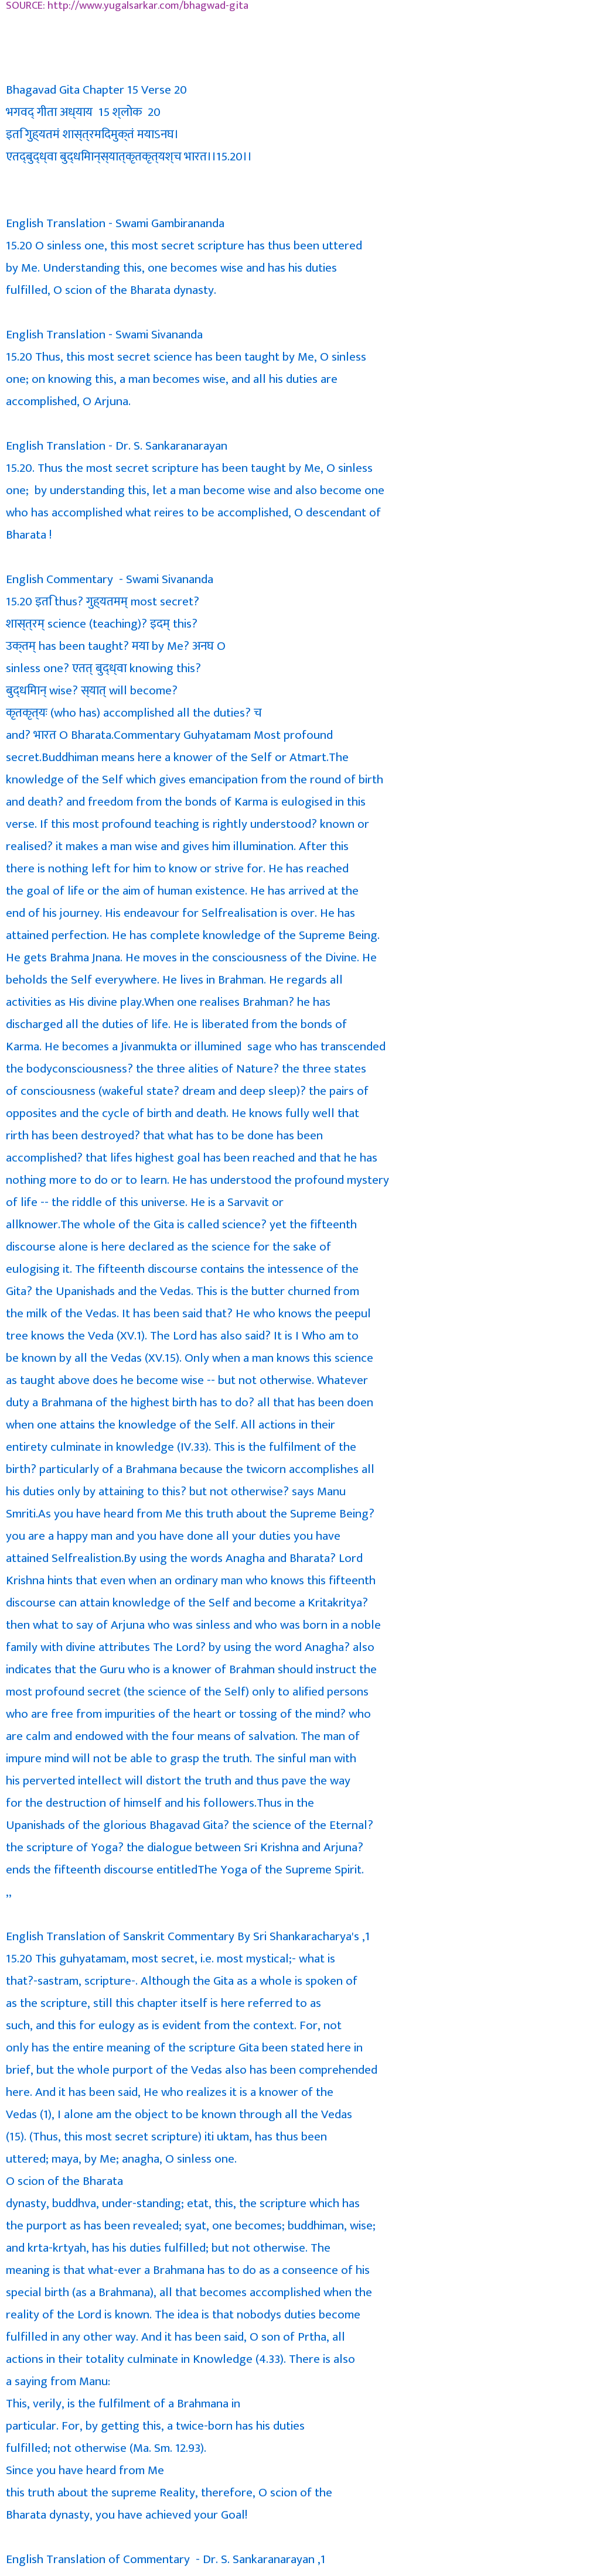 SOURCE: http://www.yugalsarkar.com/bhagwad-gita
Bhagavad Gita Chapter 15 Verse 20
भगवद् गीता अध्याय 15 श्लोक 20
इति गुह्यतमं शास्त्रमदिमुक्तं मयाऽनघ।
एतद्बुद्ध्वा बुद्धमिान्स्यात्कृतकृत्यश्च भारत।।15.20।।
English Translation - Swami Gambirananda
15.20 O sinless one, this most secret scripture has thus been uttered
by Me. Understanding this, one becomes wise and has his duties
fulfilled, O scion of the Bharata dynasty.
English Translation - Swami Sivananda
15.20 Thus, this most secret science has been taught by Me, O sinless
one; on knowing this, a man becomes wise, and all his duties are
accomplished, O Arjuna.
English Translation - Dr. S. Sankaranarayan
15.20. Thus the most secret scripture has been taught by Me, O sinless
one;  by understanding this, let a man become wise and also become one
who has accomplished what reires to be accomplished, O descendant of
Bharata !
English Commentary  - Swami Sivananda
15.20 इति thus? गुह्यतमम् most secret?
शास्त्रम् science (teaching)? इदम् this?
उक्तम् has been taught? मया by Me? अनघ O
sinless one? एतत् बुद्ध्वा knowing this?
बुद्धमिान् wise? स्यात् will become?
कृतकृत्यः (who has) accomplished all the duties? च
and? भारत O Bharata.Commentary Guhyatamam Most profound
secret.Buddhiman means here a knower of the Self or Atmart.The
knowledge of the Self which gives emancipation from the round of birth
and death? and freedom from the bonds of Karma is eulogised in this
verse. If this most profound teaching is rightly understood? known or
realised? it makes a man wise and gives him illumination. After this
there is nothing left for him to know or strive for. He has reached
the goal of life or the aim of human existence. He has arrived at the
end of his journey. His endeavour for Selfrealisation is over. He has
attained perfection. He has complete knowledge of the Supreme Being.
He gets Brahma Jnana. He moves in the consciousness of the Divine. He
beholds the Self everywhere. He lives in Brahman. He regards all
activities as His divine play.When one realises Brahman? he has
discharged all the duties of life. He is liberated from the bonds of
Karma. He becomes a Jivanmukta or illumined  sage who has transcended
the bodyconsciousness? the three alities of Nature? the three states
of consciousness (wakeful state? dream and deep sleep)? the pairs of
opposites and the cycle of birth and death. He knows fully well that
rirth has been destroyed? that what has to be done has been
accomplished? that lifes highest goal has been reached and that he has
nothing more to do or to learn. He has understood the profound mystery
of life -- the riddle of this universe. He is a Sarvavit or
allknower.The whole of the Gita is called science? yet the fifteenth
discourse alone is here declared as the science for the sake of
eulogising it. The fifteenth discourse contains the intessence of the
Gita? the Upanishads and the Vedas. This is the butter churned from
the milk of the Vedas. It has been said that? He who knows the peepul
tree knows the Veda (XV.1). The Lord has also said? It is I Who am to
be known by all the Vedas (XV.15). Only when a man knows this science
as taught above does he become wise -- but not otherwise. Whatever
duty a Brahmana of the highest birth has to do? all that has been doen
when one attains the knowledge of the Self. All actions in their
entirety culminate in knowledge (IV.33). This is the fulfilment of the
birth? particularly of a Brahmana because the twicorn accomplishes all
his duties only by attaining to this? but not otherwise? says Manu
Smriti.As you have heard from Me this truth about the Supreme Being?
you are a happy man and you have done all your duties you have
attained Selfrealistion.By using the words Anagha and Bharata? Lord
Krishna hints that even when an ordinary man who knows this fifteenth
discourse can attain knowledge of the Self and become a Kritakritya?
then what to say of Arjuna who was sinless and who was born in a noble
family with divine attributes The Lord? by using the word Anagha? also
indicates that the Guru who is a knower of Brahman should instruct the
most profound secret (the science of the Self) only to alified persons
who are free from impurities of the heart or tossing of the mind? who
are calm and endowed with the four means of salvation. The man of
impure mind will not be able to grasp the truth. The sinful man with
his perverted intellect will distort the truth and thus pave the way
for the destruction of himself and his followers.Thus in the
Upanishads of the glorious Bhagavad Gita? the science of the Eternal?
the scripture of Yoga? the dialogue between Sri Krishna and Arjuna?
ends the fifteenth discourse entitledThe Yoga of the Supreme Spirit.
,,
English Translation of Sanskrit Commentary By Sri Shankaracharya's ,1
15.20 This guhyatamam, most secret, i.e. most mystical;- what is
that?-sastram, scripture-. Although the Gita as a whole is spoken of
as the scripture, still this chapter itself is here referred to as
such, and this for eulogy as is evident from the context. For, not
only has the entire meaning of the scripture Gita been stated here in
brief, but the whole purport of the Vedas also has been comprehended
here. And it has been said, He who realizes it is a knower of the
Vedas (1), I alone am the object to be known through all the Vedas
(15). (Thus, this most secret scripture) iti uktam, has thus been
uttered; maya, by Me; anagha, O sinless one.
O scion of the Bharata
dynasty, buddhva, under-standing; etat, this, the scripture which has
the purport as has been revealed; syat, one becomes; buddhiman, wise;
and krta-krtyah, has his duties fulfilled; but not otherwise. The
meaning is that what-ever a Brahmana has to do as a conseence of his
special birth (as a Brahmana), all that becomes accomplished when the
reality of the Lord is known. The idea is that nobodys duties become
fulfilled in any other way. And it has been said, O son of Prtha, all
actions in their totality culminate in Knowledge (4.33). There is also
a saying from Manu:
This, verily, is the fulfilment of a Brahmana in
particular. For, by getting this, a twice-born has his duties
fulfilled; not otherwise (Ma. Sm. 12.93).
Since you have heard from Me
this truth about the supreme Reality, therefore, O scion of the
Bharata dynasty, you have achieved your Goal!
English Translation of Commentary  - Dr. S. Sankaranarayan ,1